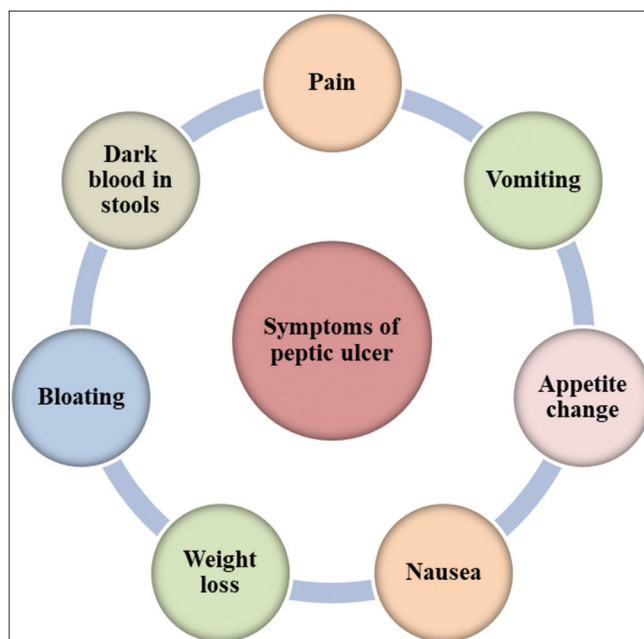 Pain
Vomiting
Appetite
change
Nausea
Weight
loss
Bloating
Dark
blood in
stools
Symptoms of
peptic ulcer